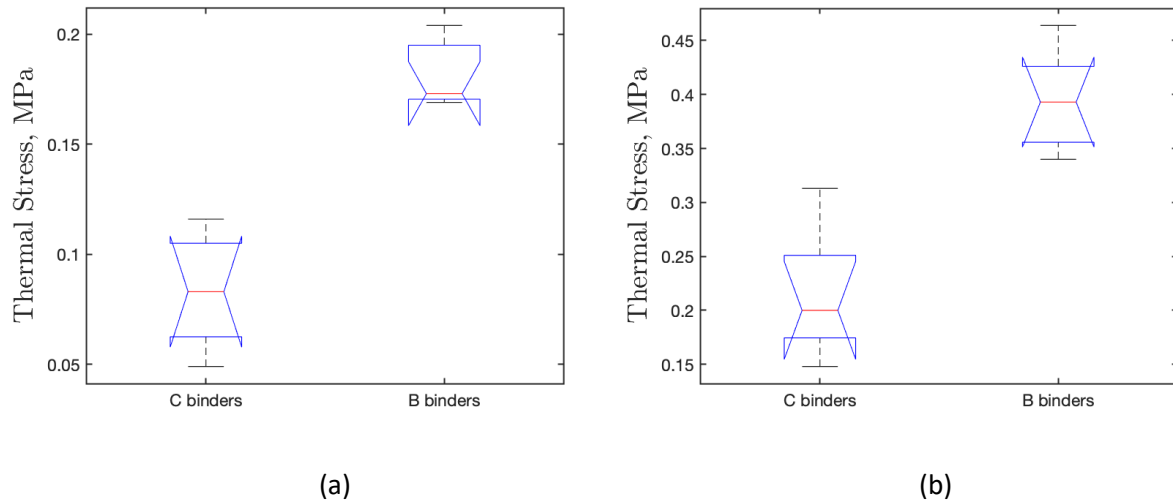 Thermal Stress, MPa
0.2
0.15
0.1
0.05
C binders
B binders
(a)
Thermal Stress, MPa
0.45
0.4
0.35
0.3
0.25
0.2
0.15
C binders
B binders
(b)